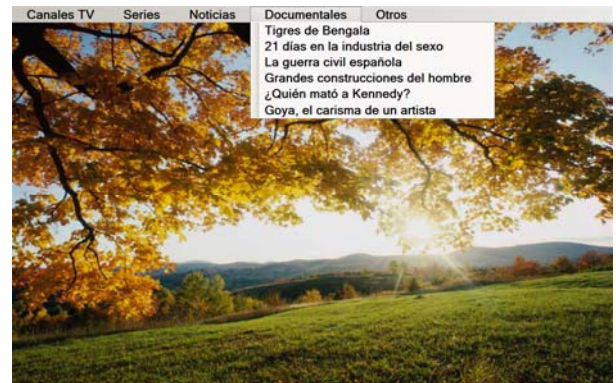 Canales TV Series Noticias Documentales Otros
Tigres de Bengala
21 días en la industria del sexo
La guerra civil española
Grandes construcciones del hombre
¿Quién mató a Kennedy?
Goya, el carisma de un artista